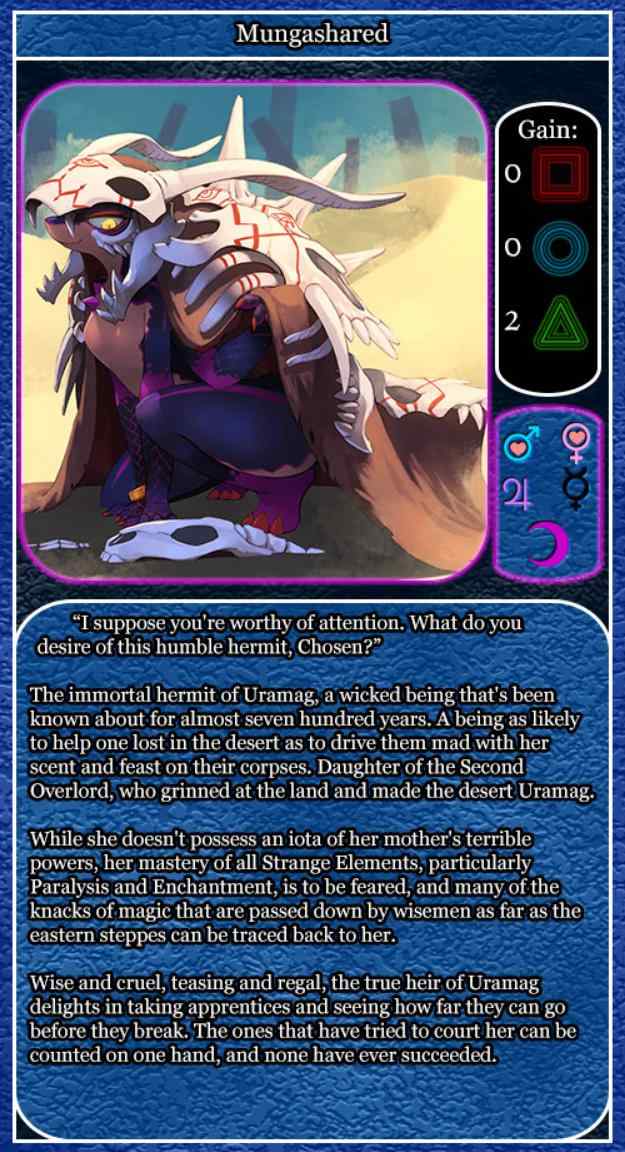 Mungashared
Gain:
0
0
2
“I suppose you're worthy of attention. What do you
desire of this humble hermit, Chosen?”
The immortal hermit of Uramag, a wicked being that's been
known about for almost seven hundred years. A being as likely
to help one lost in the desert as to drive them mad with her
scent and feast on their corpses. Daughter of the Second
Overlord, who grinned at the land and made the desert Uramag.
While she doesn't possess an iota of her mother's terrible
powers, her mastery of all Strange Elements, particularly
Paralysis and Enchantment, is to be feared, and many of the
knacks of magic that are passed down by wisemen as far as the
eastern steppes can be traced back to her.
Wise and cruel, teasing and regal, the true heir of Uramag
delights in taking apprentices and seeing how far they can go
before they break. The ones that have tried to court her can be
counted on one hand, and none have ever succeeded.